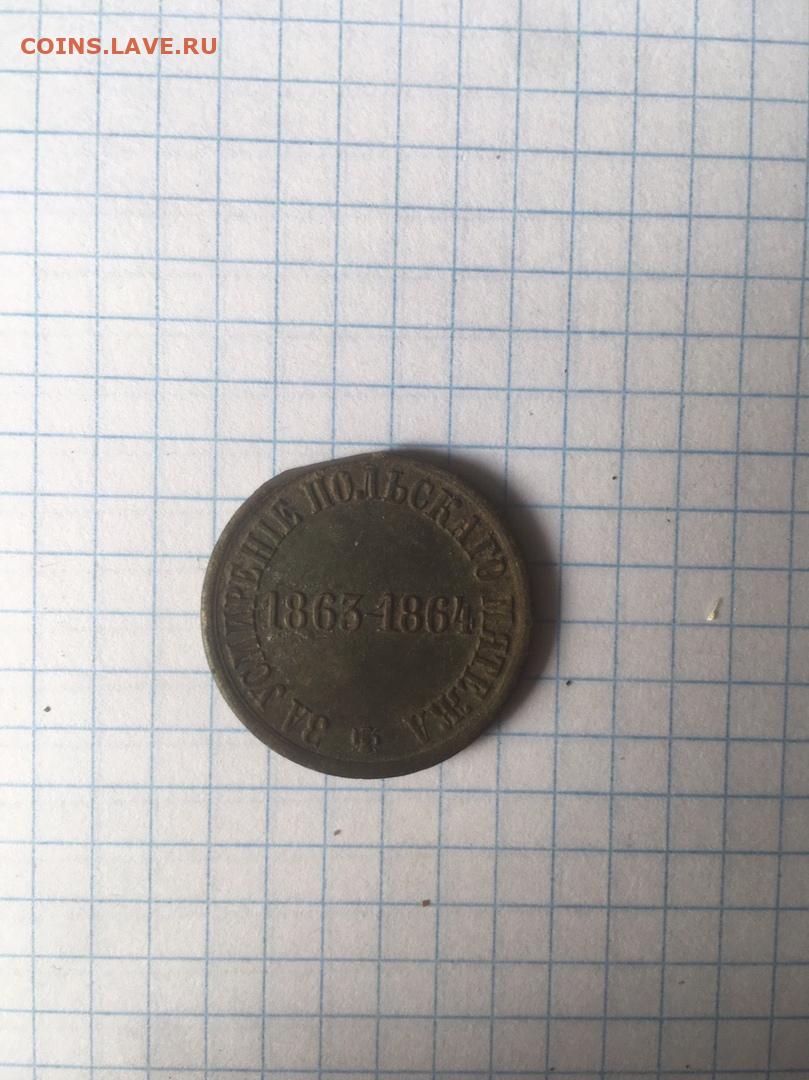 COINS.LAVE.RU
ЗА УСМИРЕНІЕ ПОЛЬСКАГО МЯТЕЖА
1863-1864